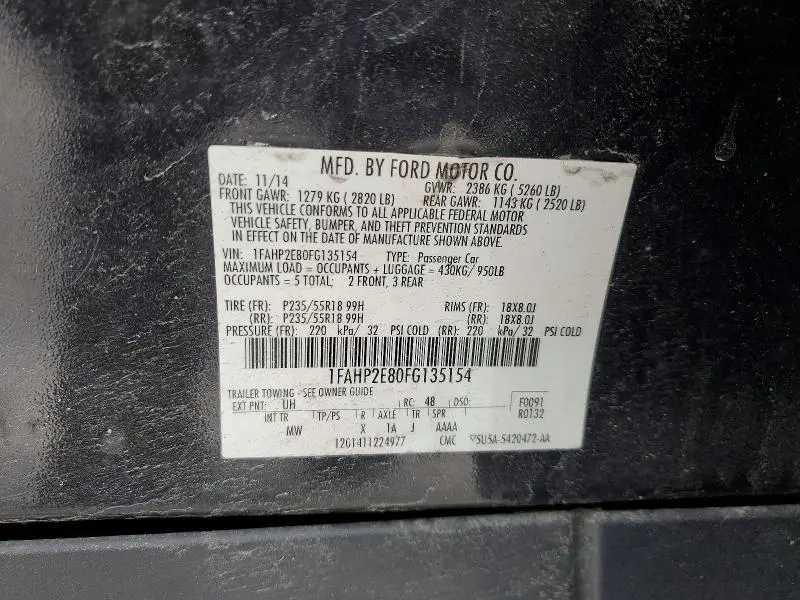 MFD. BY FORD MOTOR CO.
DATE: 11/14 GVWR: 2386 KG ( 5260 LB)
FRONT GAWR: 1279 KG ( 2820 LB) REAR GAWR: 1143 KG ( 2520 LB)
THIS VEHICLE CONFORMS TO ALL APPLICABLE FEDERAL MOTOR
VEHICLE SAFETY, BUMPER, AND THEFT PREVENTION STANDARDS
IN EFFECT ON THE DATE OF MANUFACTURE SHOWN ABOVE.
VIN: 1FAHP2E80FG135154 TYPE: Passenger Car
MAXIMUM LOAD = OCCUPANTS + LUGGAGE = 430KG/ 950LB
OCCUPANTS = 5 TOTAL; 2 FRONT, 3 REAR
TIRE (FR): P235/55R18 99H RIMS (FR): 18X8.0J
(RR): P235/55R18 99H (RR): 18X8.0J
PRESSURE (FR): 220 kPa/ 32 PSI COLD (RR): 220 kPa/ 32 PSI COLD
1FAHP2E80FG135154
TRAILER TOWING - SEE OWNER GUIDE
EXT PNT: UH RC: 48 DSO: F0091
INT TR TP/PS R AXLE TR SPR R0132
MW X 1A J AAAA
1201411224977 CMC ▽5U5A-5420472-AA